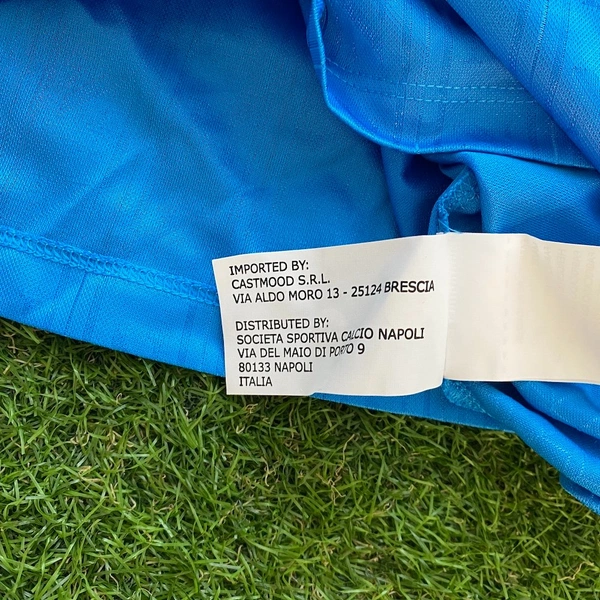 IMPORTED BY:
CASTMOOD S.R.L.
VIA ALDO MORO 13 - 25124 BRESCIA
DISTRIBUTED BY:
SOCIETA SPORTIVA CALCIO NAPOLI
VIA DEL MAIO DI PORTO 9
80133 NAPOLI
ITALIA